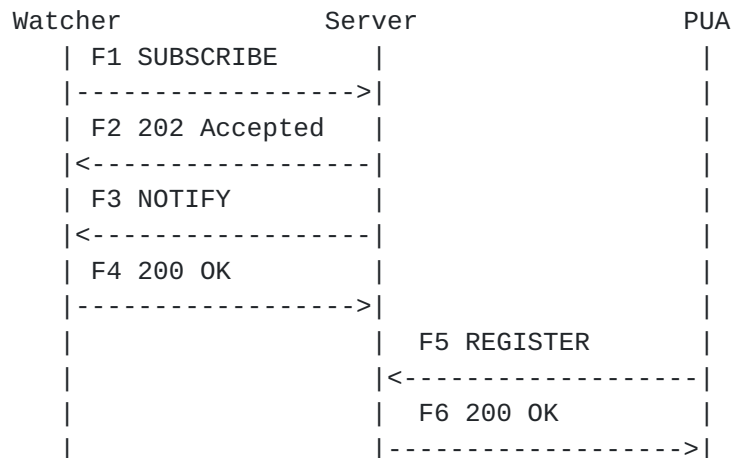 Watcher Server PUA
| F1 SUBSCRIBE | |
|------------------>| |
| F2 202 Accepted | |
|<------------------| |
| F3 NOTIFY | |
|<------------------| |
| F4 200 OK | |
|------------------>| |
| | F5 REGISTER |
| |<-------------------|
| | F6 200 OK |
| |------------------->|